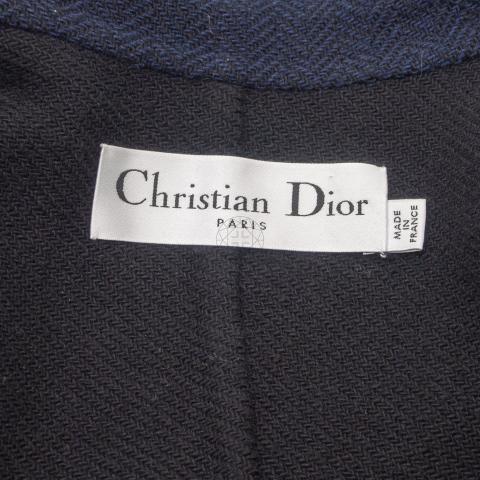 Christian Dior
PARIS
MADE
IN
FRANCE